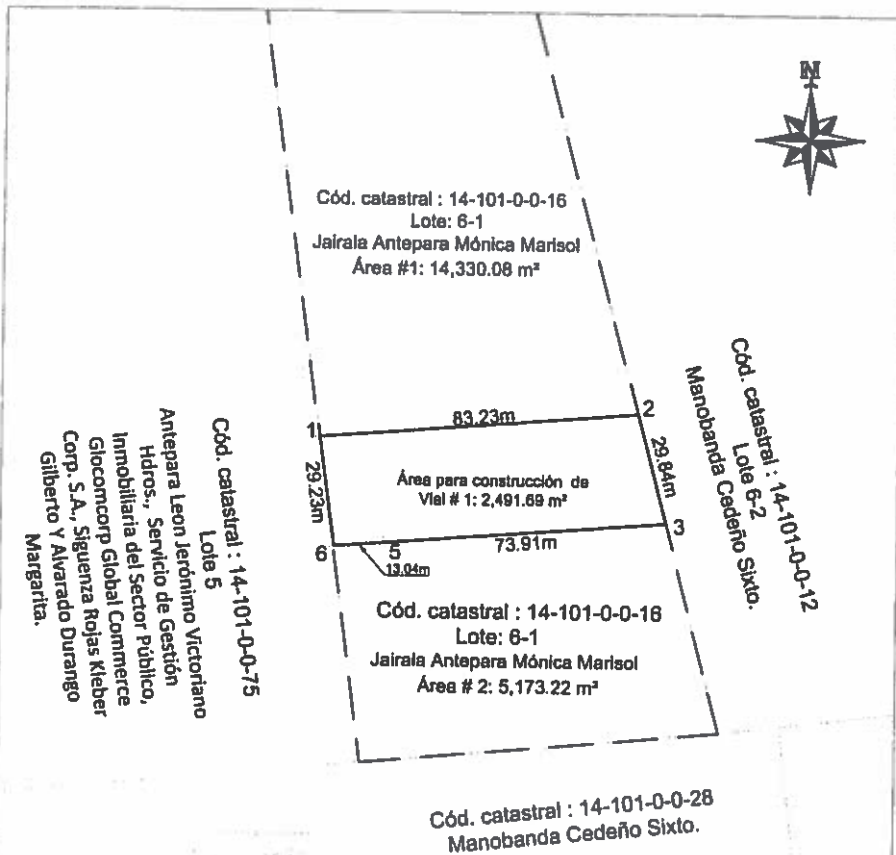 N
Cód. catastral : 14-101-0-0-16
Lote: 6-1
Jairala Antepara Mónica Marisol
Área #1: 14,330.08 m²
1
83.23m
2
29.23m
29.84m
Área para construcción de
Vial # 1: 2,491.69 m²
6
5
73.91m
3
13.04m
Cód. catastral : 14-101-0-0-12
Lote 6-2
Manobanda Cedeño Sixto.
Cód. catastral : 14-101-0-0-75
Lote 5
Antepara Leon Jerónimo Victoriano
Hdros., Servicio de Gestión
Inmobiliaria del Sector Público,
Glocomcorp Global Commerce
Corp. S.A., Siguenza Rojas Kleber
Gilberto Y Alvarado Durango
Margarita.
Cód. catastral : 14-101-0-0-16
Lote: 6-1
Jairala Antepara Mónica Marisol
Área # 2: 5,173.22 m²
Cód. catastral : 14-101-0-0-28
Manobanda Cedeño Sixto.